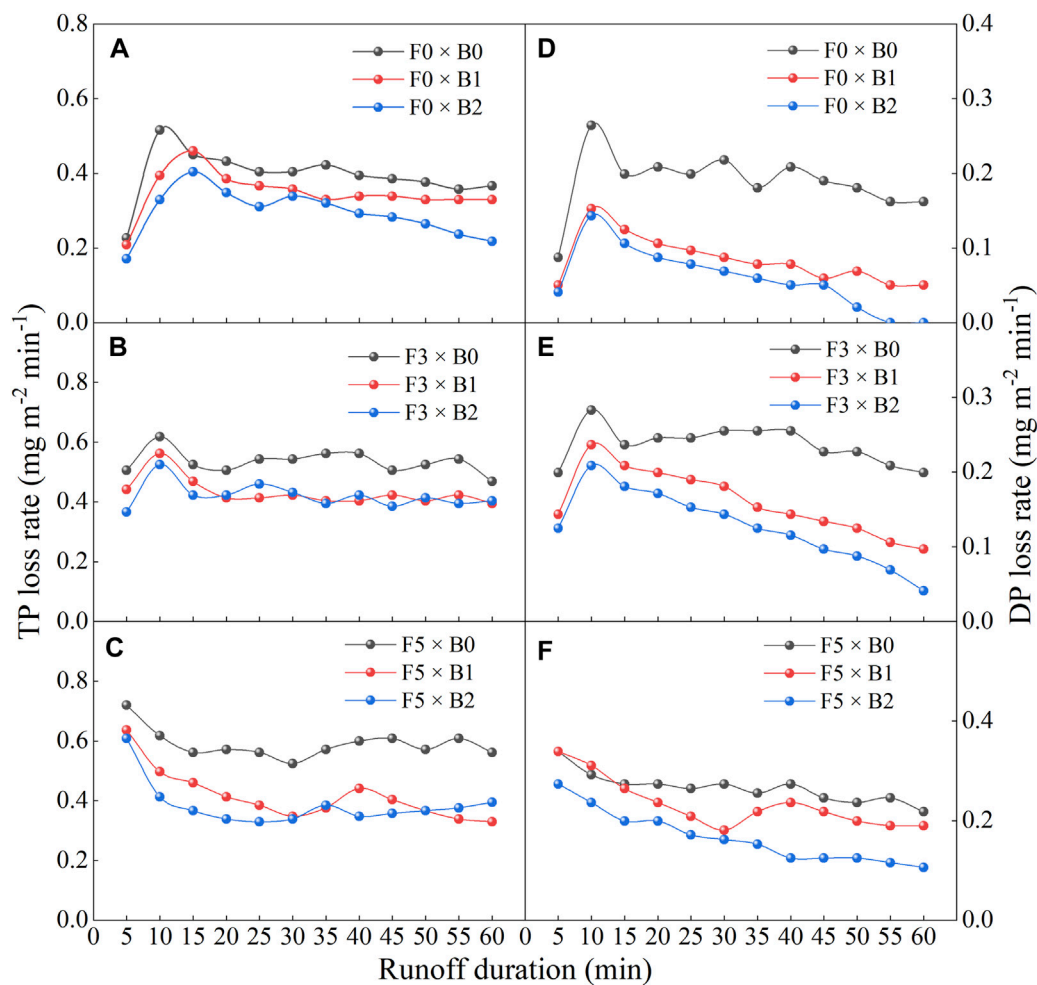 A
F0 × B0
F0 × B1
F0 × B2
0.8
0.6
0.4
0.2
0.0
D
F0 × B0
F0 × B1
F0 × B2
0.4
0.3
0.2
0.1
0.0
B
F3 × B0
F3 × B1
F3 × B2
0.8
0.6
0.4
0.2
0.0
E
F3 × B0
F3 × B1
F3 × B2
0.3
0.2
0.1
0.0
C
F5 × B0
F5 × B1
F5 × B2
0.8
0.6
0.4
0.2
0.0
F
F5 × B0
F5 × B1
F5 × B2
0.4
0.2
0.0
TP loss rate (mg m⁻² min⁻¹)
DP loss rate (mg m⁻² min⁻¹)
0 5 10 15 20 25 30 35 40 45 50 55 60
0 5 10 15 20 25 30 35 40 45 50 55 60
Runoff duration (min)